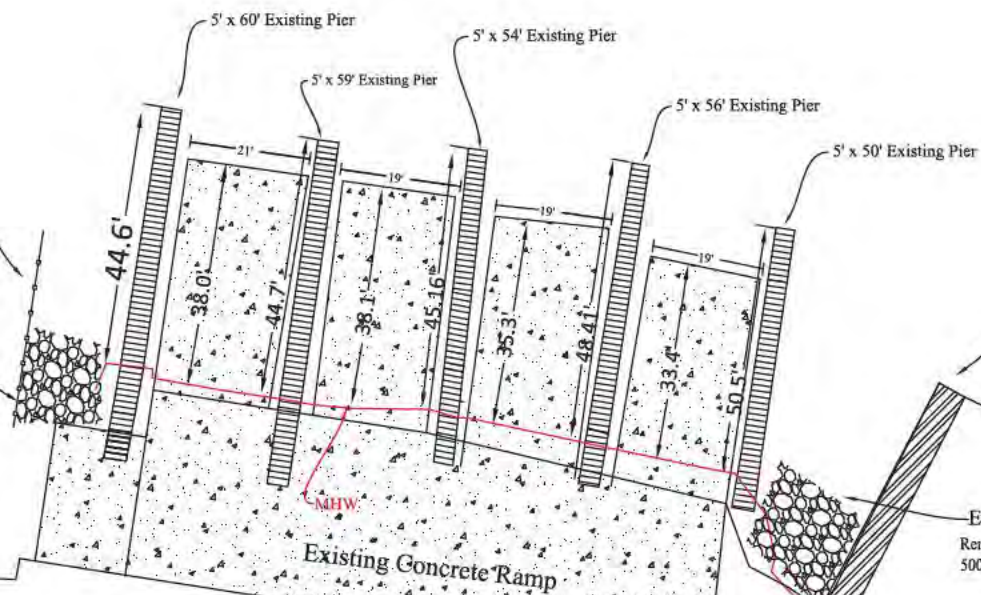 5' x 60' Existing Pier
5' x 54' Existing Pier
5' x 59' Existing Pier
5' x 56' Existing Pier
5' x 50' Existing Pier
21'
19'
19'
19'
44.6'
38.0'
44.7'
38.1'
45.16'
35.3'
48.41'
33.4'
50.5'
MHW
Existing Concrete Ramp
E
Rer
500